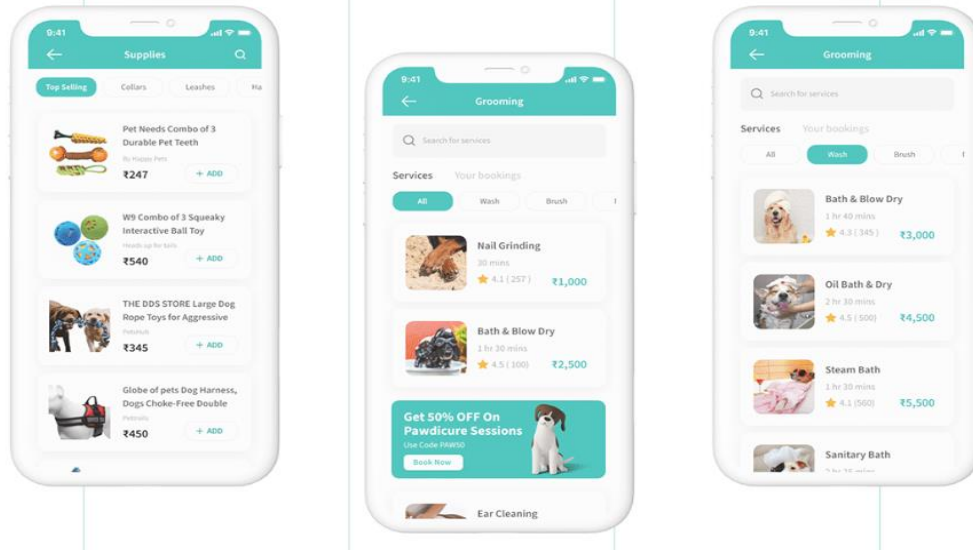 9:41
Supplies
Top Selling
Collars
Leashes
Na
Pet Needs Combo of 3
Durable Pet Teeth
By Happy Pets
₹247
+ ADD
W9 Combo of 3 Squeaky
Interactive Ball Toy
Heads up for tails
₹540
+ ADD
THE DDS STORE Large Dog
Rope Toys for Aggressive
PetsHub
₹345
+ ADD
Globe of pets Dog Harness,
Dogs Choke-Free Double
₹450
+ ADD
9:41
Grooming
Search for services
Services
Your bookings
All
Wash
Brush
Nail Grinding
30 mins
4.1 ( 257 )
₹1,000
Bath & Blow Dry
1 hr 30 mins
4.5 ( 100)
₹2,500
Get 50% OFF On
Pawdicure Sessions
Use Code PAW50
Book Now
Ear Cleaning
9:41
Grooming
Search for services
Services
Your bookings
All
Wash
Brush
Bath & Blow Dry
1 hr 40 mins
4.3 ( 345 )
₹3,000
Oil Bath & Dry
2 hr 30 mins
4.5 ( 500)
₹4,500
Steam Bath
1 hr 30 mins
4.1 (560)
₹5,500
Sanitary Bath